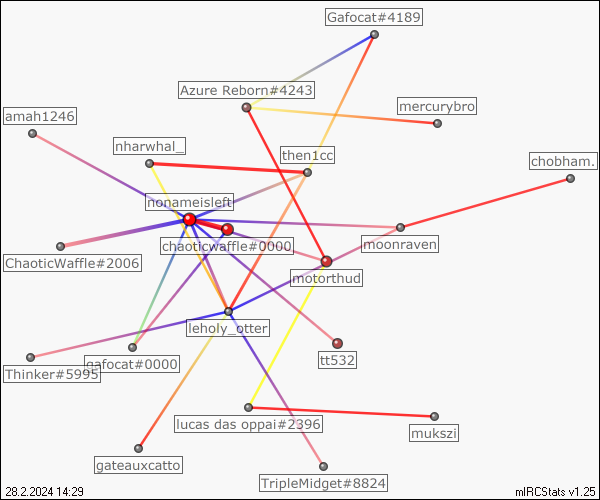 Gafocat#4189
Azure Reborn#4243
mercurybro
amah1246
nharwhal_
then1cc
chobham.
nonameisleft
chaoticwaffle#0000
moonraven
ChaoticWaffle#2006
motorthud
leholy_otter
gafocat#0000
tt532
Thinker#5995
lucas das oppai#2396
mukszi
gateauxcatto
TripleMidget#8824
28.2.2024 14:29
mIRCStats v1.25